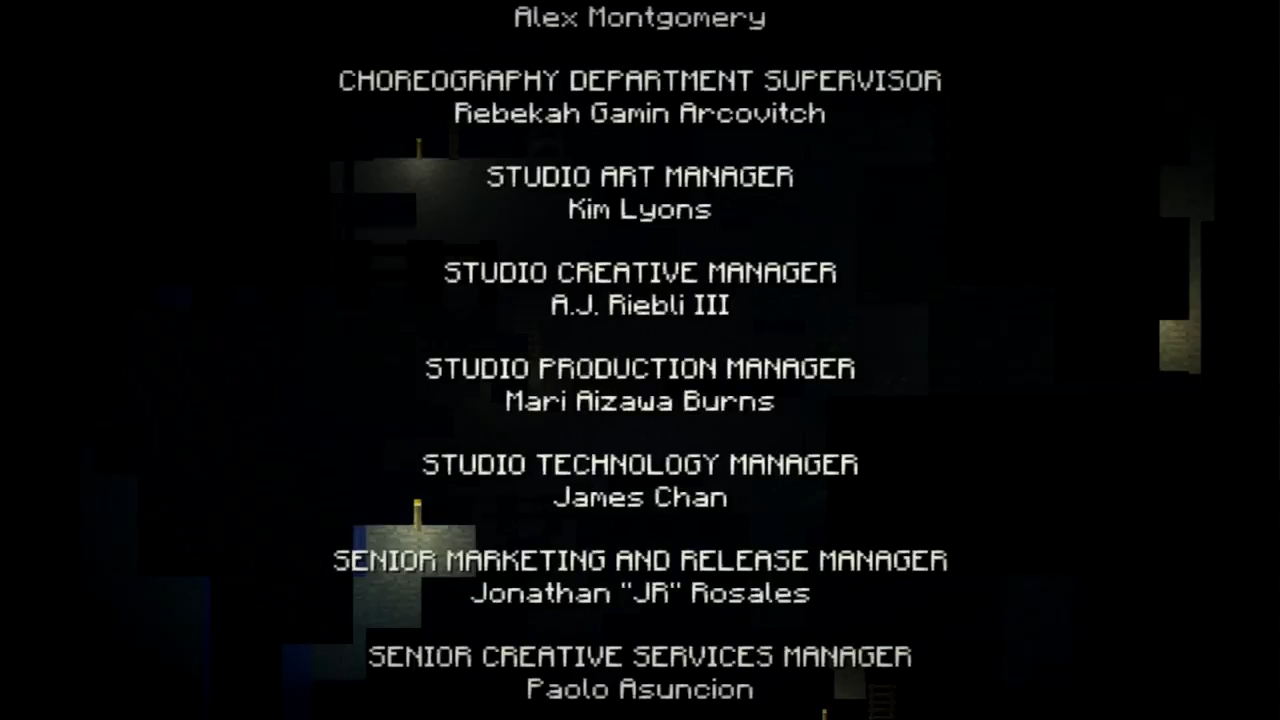 Alex Montgomery
CHOREOGRAPHY DEPARTMENT SUPERVISOR
Rebekah Gamin Arcovitch
STUDIO ART MANAGER
Kim Lyons
STUDIO CREATIVE MANAGER
A.J. Riebli III
STUDIO PRODUCTION MANAGER
Mari Aizawa Burns
STUDIO TECHNOLOGY MANAGER
James Chan
SENIOR MARKETING AND RELEASE MANAGER
Jonathan "JR" Rosales
SENIOR CREATIVE SERVICES MANAGER
Paolo Asuncion